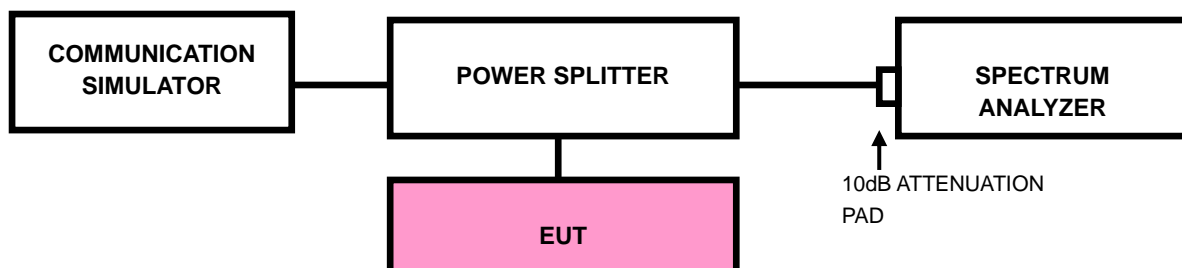 COMMUNICATION
SIMULATOR
POWER SPLITTER
SPECTRUM
ANALYZER
10dB ATTENUATION
PAD
EUT